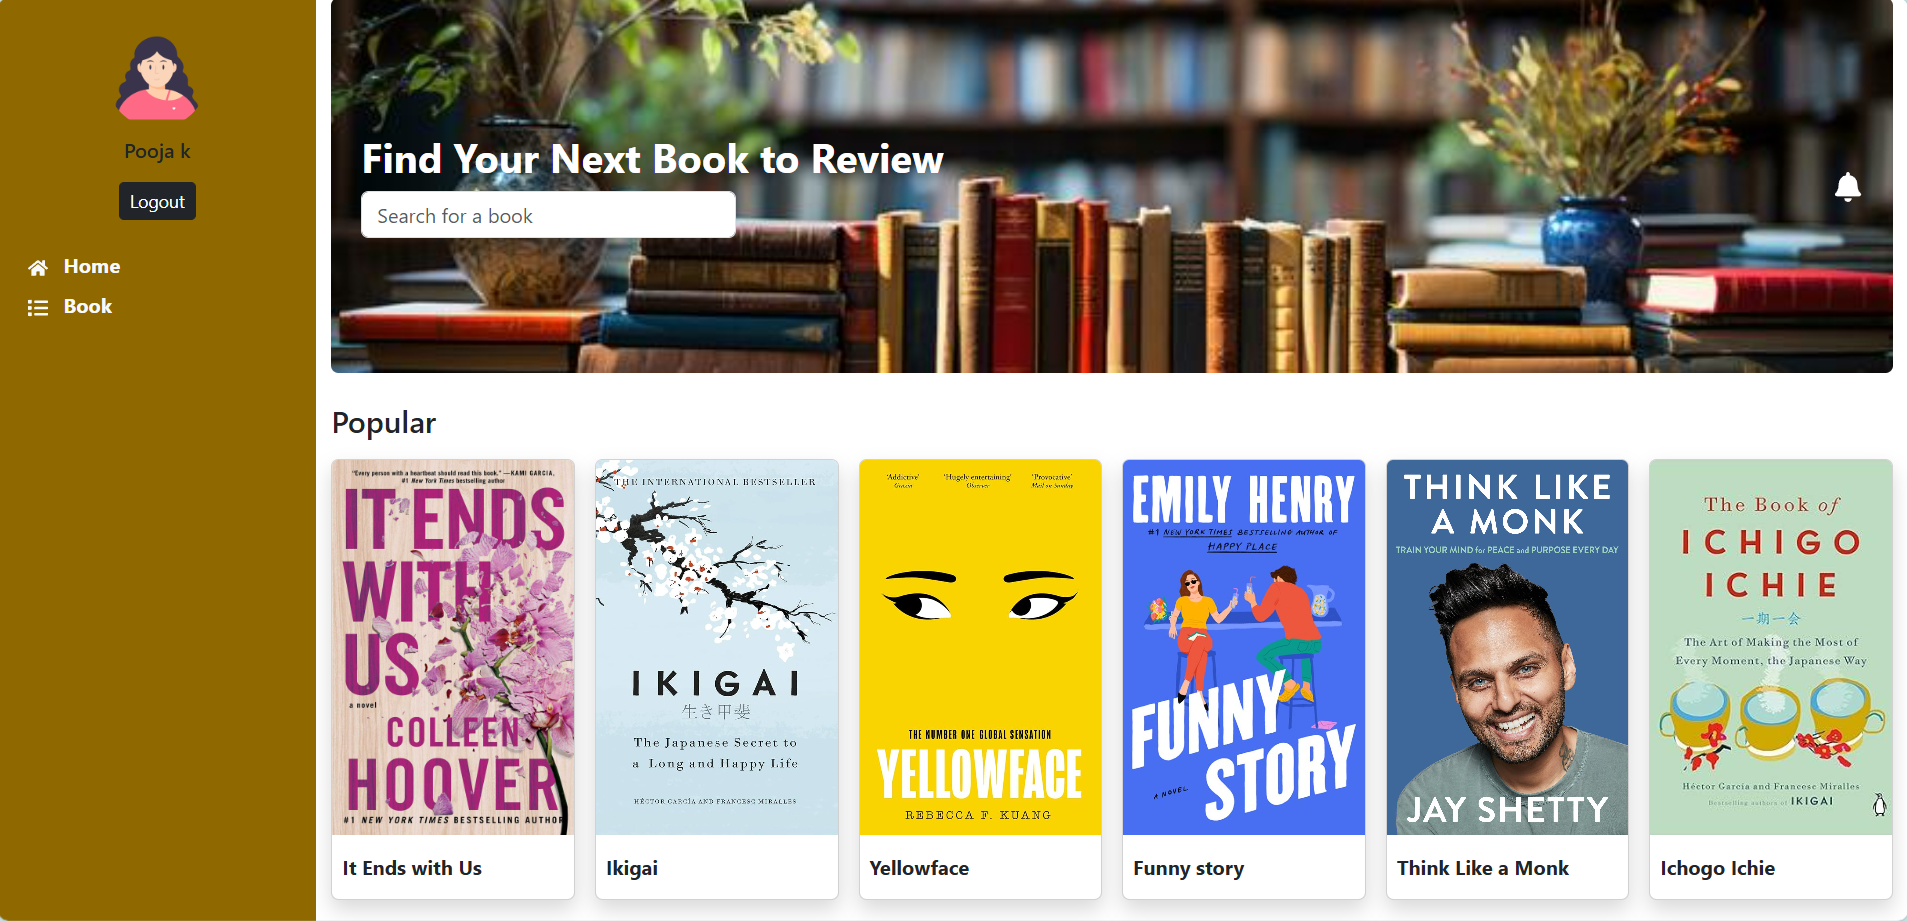 Pooja k
Logout
Home
Book
Find Your Next Book to Review
Search for a book
Popular
"Every person with a heartbeat should read this book." —KAMI GARCIA,
#1 New York Times bestselling author
IT ENDS
WITH
US
a novel
COLLEEN
HOOVER
#1 NEW YORK TIMES BESTSELLING AUTHOR
It Ends with Us
THE INTERNATIONAL BESTSELLER
IKIGAI
生き甲斐
The Japanese Secret to
a Long and Happy Life
HÉCTOR GARCÍA AND FRANCESC MIRALLES
Ikigai
'Addictive' 'Hugely entertaining' 'Provocative'
Grazia Observer Mail on Sunday
THE NUMBER ONE GLOBAL SENSATION
YELLOWFACE
REBECCA F. KUANG
Yellowface
EMILY HENRY
#1 NEW YORK TIMES BESTSELLING AUTHOR OF
HAPPY PLACE
FUNNY
STORY
A NOVEL
Funny story
THINK LIKE
A MONK
TRAIN YOUR MIND for PEACE and PURPOSE EVERY DAY
JAY SHETTY
Think Like a Monk
The Book of
ICHIGO
ICHIE
一期一会
The Art of Making the Most of
Every Moment, the Japanese Way
Héctor García and Francesc Miralles
Bestselling authors of IKIGAI
Ichogo Ichie